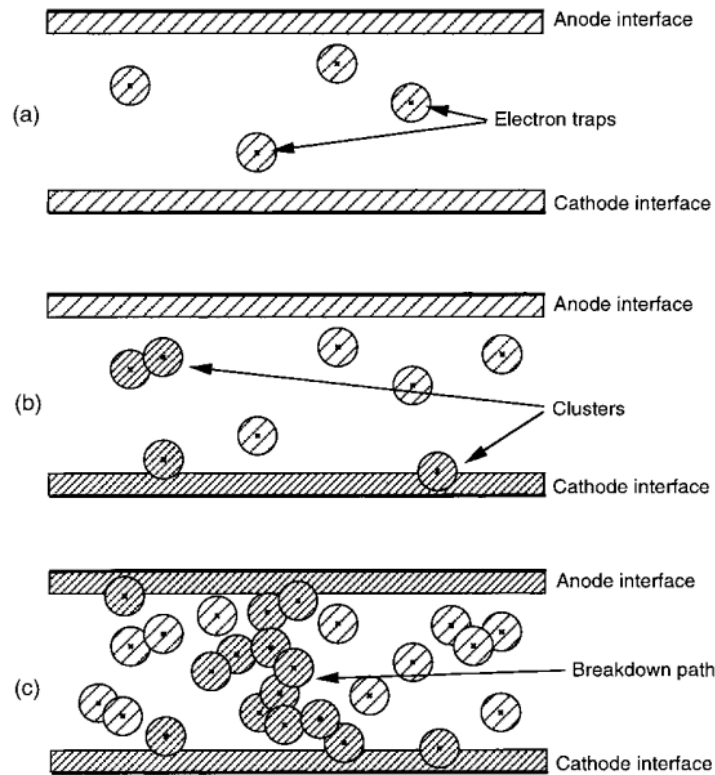 Anode interface
(a)
Electron traps
Cathode interface
Anode interface
(b)
Clusters
Cathode interface
Anode interface
Breakdown path
(c)
Cathode interface